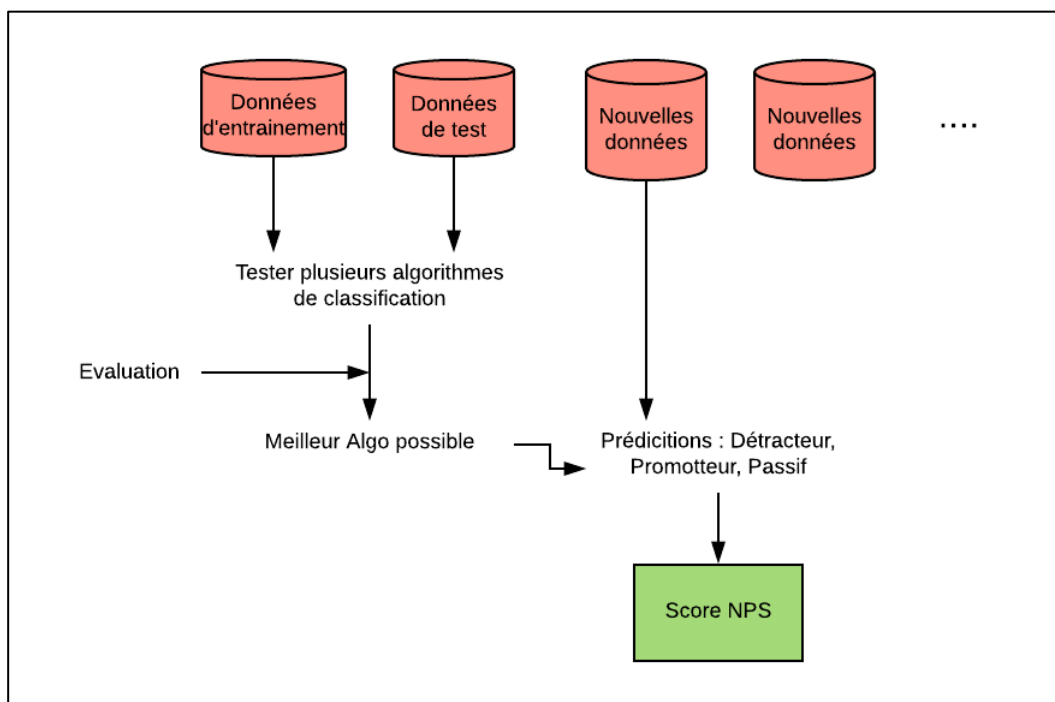 Données
d'entrainement
Données
de test
Nouvelles
données
Nouvelles
données
....
Tester plusieurs algorithmes
de classification
Evaluation
Meilleur Algo possible
Prédicitions : Détracteur,
Promotteur, Passif
Score NPS